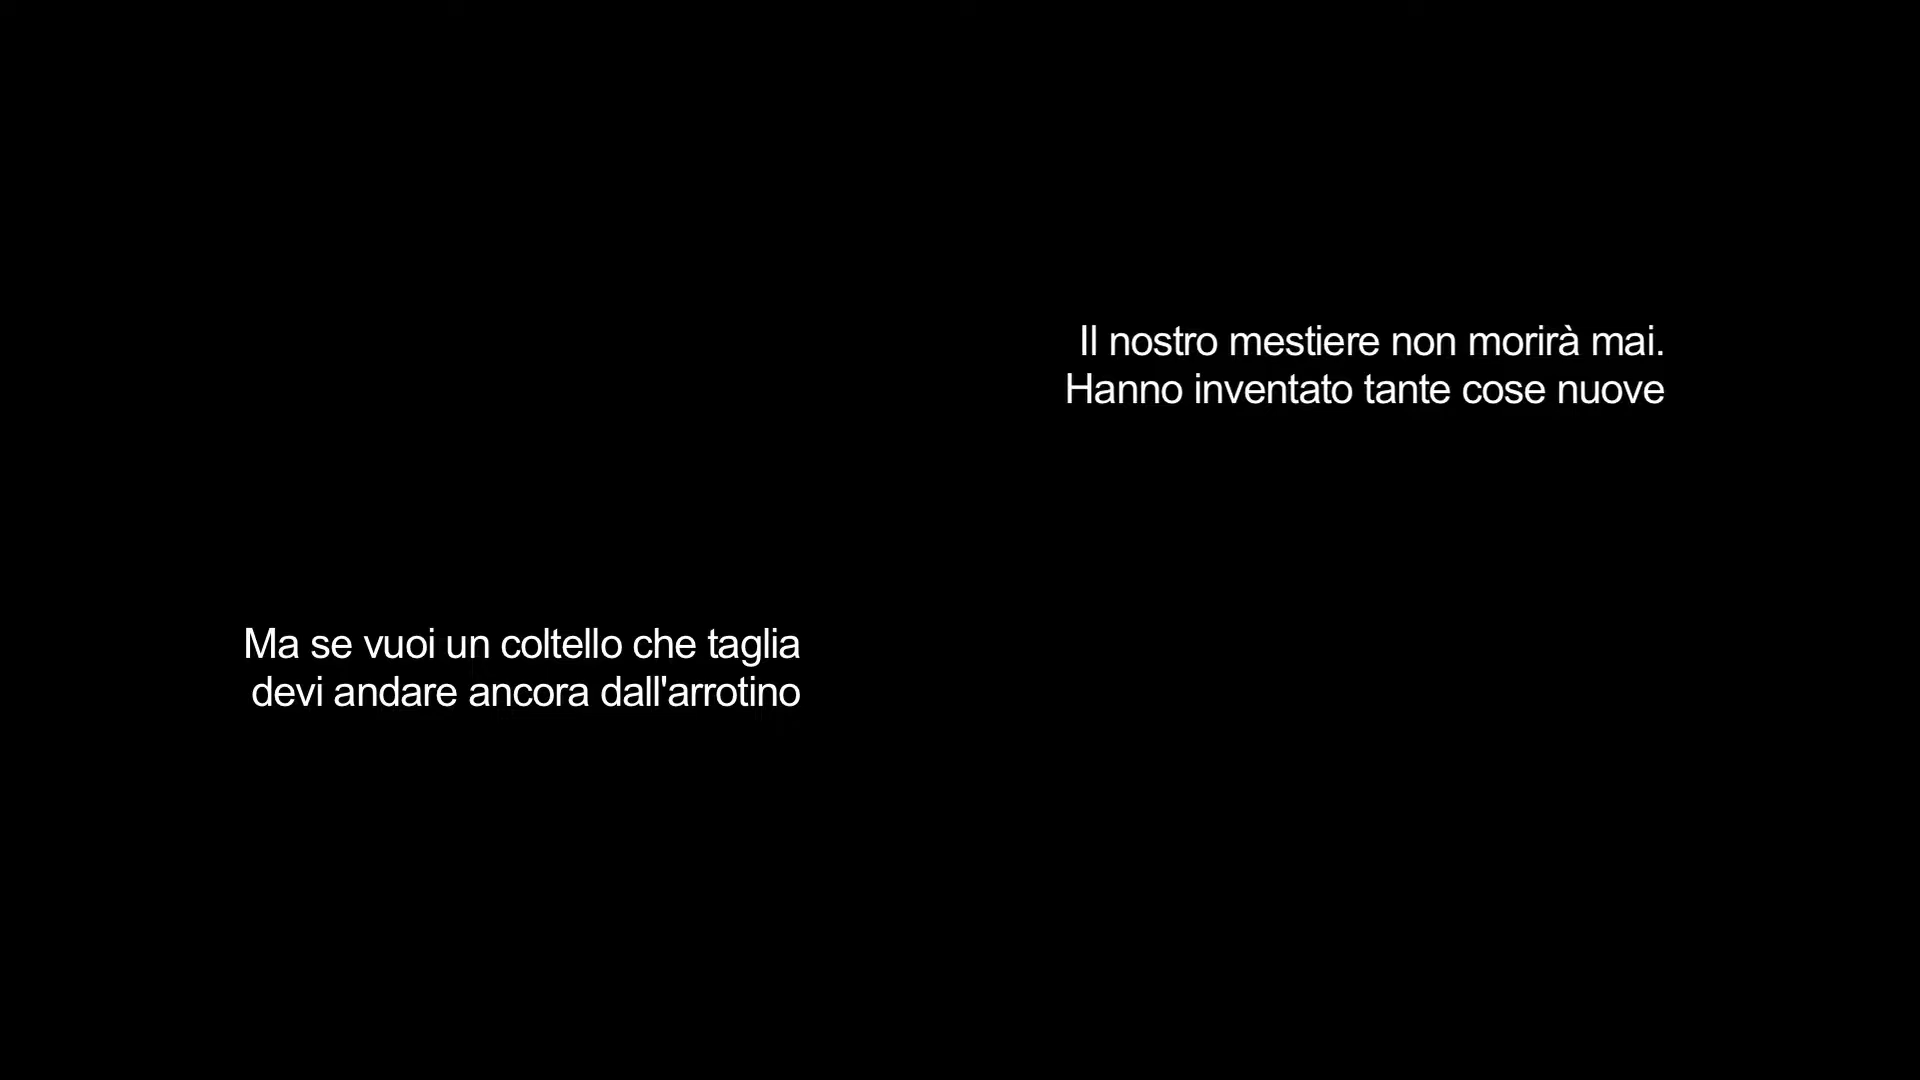 Il nostro mestiere non morirà mai.
Hanno inventato tante cose nuove
Ma se vuoi un coltello che taglia
devi andare ancora dall'arrotino